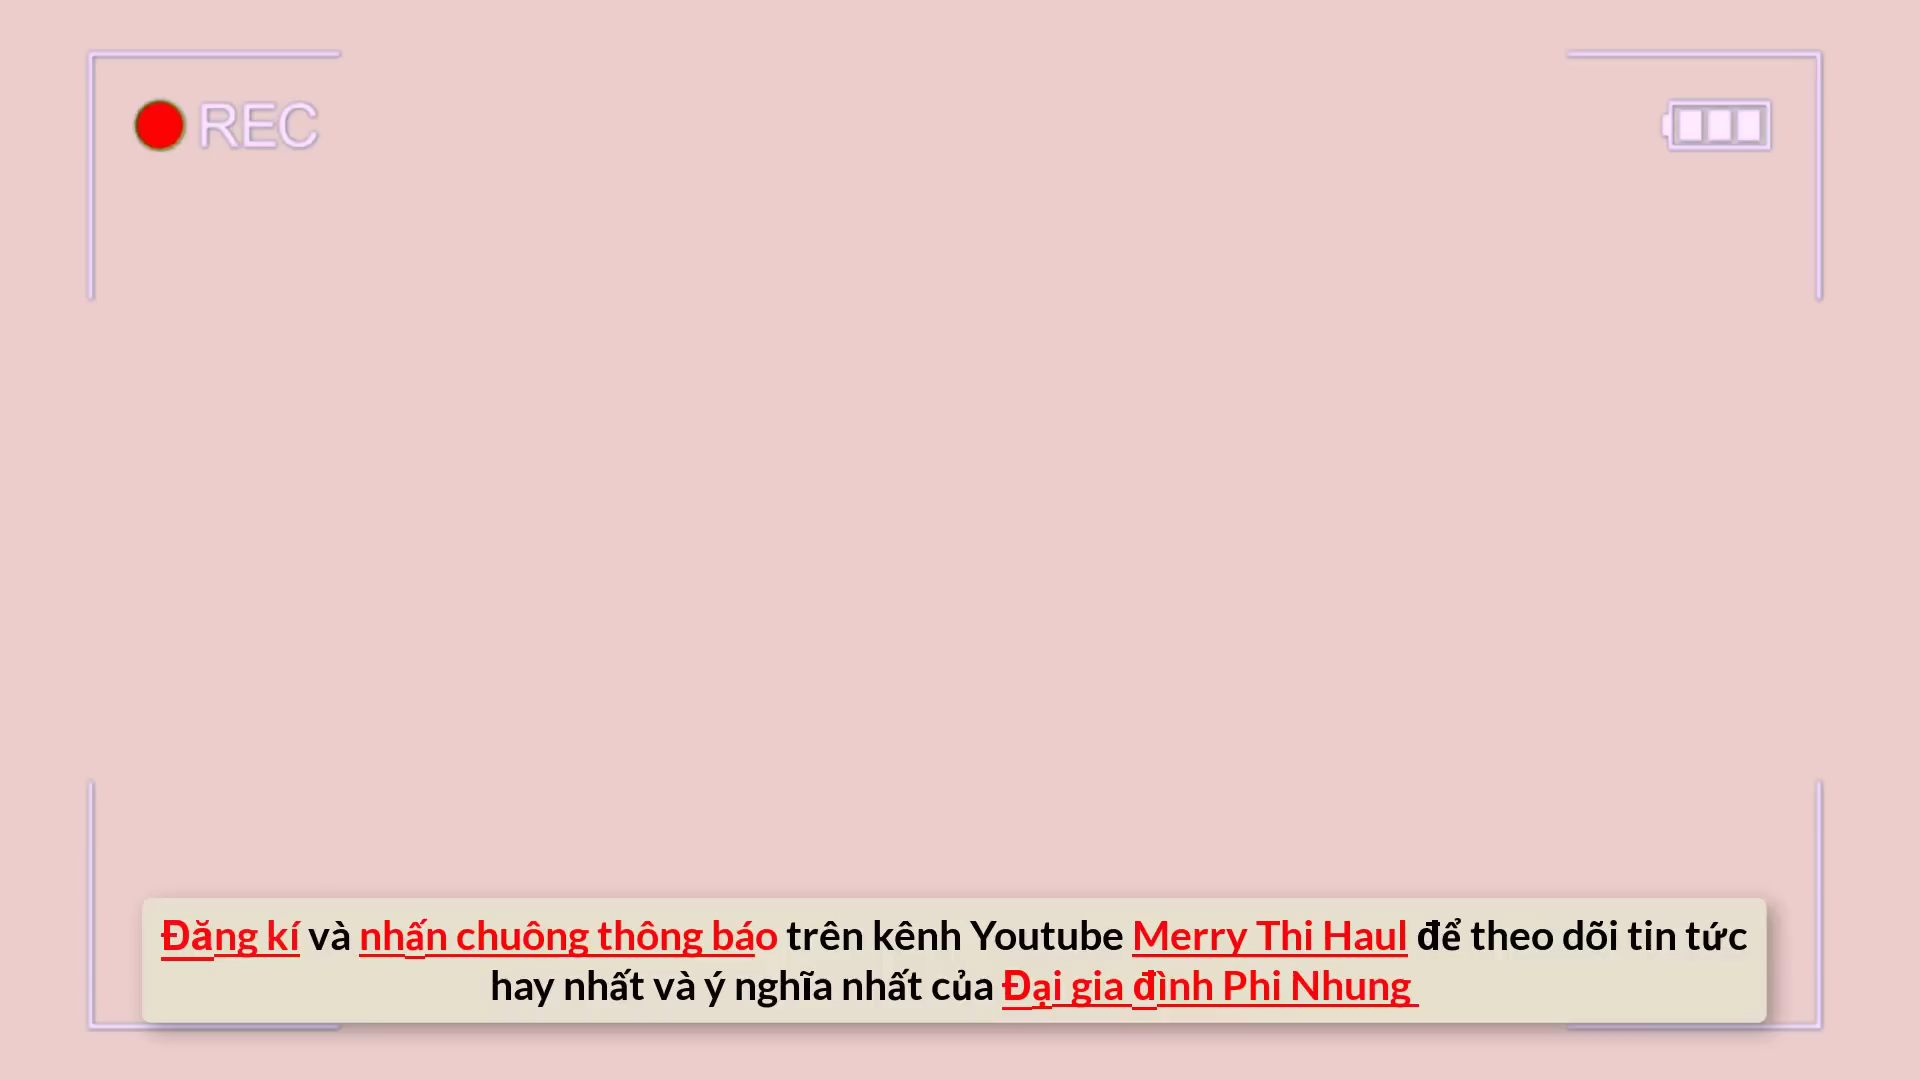 REC
Đăng kí và nhấn chuông thông báo trên kênh Youtube Merry Thi Haul để theo dõi tin tức
hay nhất và ý nghĩa nhất của Đại gia đình Phi Nhung